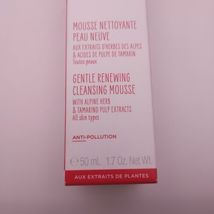 MOUSSE NETTOYANTE
PEAU NEUVE
AUX EXTRAITS D'HERBES DES ALPES
& ACIDES DE PULPE DE TAMARIN
Toutes peaux
GENTLE RENEWING
CLEANSING MOUSSE
WITH ALPINE HERB
& TAMARIND PULP EXTRACTS
All skin types
ANTI-POLLUTION
℮ 50 mL 1.7 Oz. Net Wt.
AUX EXTRAITS DE PLANTES